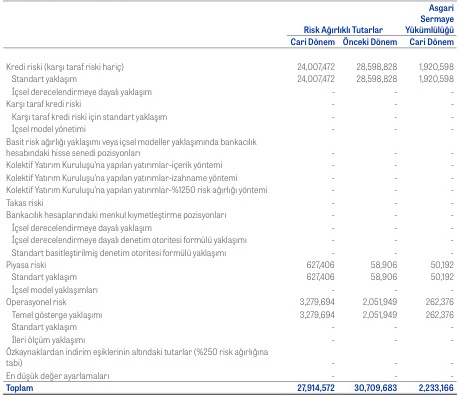 Asgari
Sermaye
Risk Ağırlıklı Tutarlar Yükümlülüğü
Cari Dönem Önceki Dönem Cari Dönem
Kredi riski (karşı taraf riski hariç) 24,007,472 28,598,828 1,920,598
Standart yaklaşım 24,007,472 28,598,828 1,920,598
İçsel derecelendirmeye dayalı yaklaşım - - -
Karşı taraf kredi riski - - -
Karşı taraf kredi riski için standart yaklaşım - - -
İçsel model yönetimi - - -
Basit risk ağırlığı yaklaşımı veya içsel modeller yaklaşımında bankacılık
hesabındaki hisse senedi pozisyonları - - -
Kolektif Yatırım Kuruluşu'na yapılan yatırımlar-içerik yöntemi - - -
Kolektif Yatırım Kuruluşu'na yapılan yatırımlar-izahname yöntemi - - -
Kolektif Yatırım Kuruluşu'na yapılan yatırımlar-%1250 risk ağırlığı yöntemi - - -
Takas riski - - -
Bankacılık hesaplarındaki menkul kıymetleştirme pozisyonları - - -
İçsel derecelendirmeye dayalı yaklaşım - - -
İçsel derecelendirmeye dayalı denetim otoritesi formülü yaklaşımı - - -
Standart basitleştirilmiş denetim otoritesi formülü yaklaşımı - - -
Piyasa riski 627,406 58,906 50,192
Standart yaklaşım 627,406 58,906 50,192
İçsel model yaklaşımları - - -
Operasyonel risk 3,279,694 2,051,949 262,376
Temel gösterge yaklaşımı 3,279,694 2,051,949 262,376
Standart yaklaşım - - -
İleri ölçüm yaklaşımı - - -
Özkaynaklardan indirim eşiklerinin altındaki tutarlar (%250 risk ağırlığına
tabi) - - -
En düşük değer ayarlamaları - - -
Toplam 27,914,572 30,709,683 2,233,166